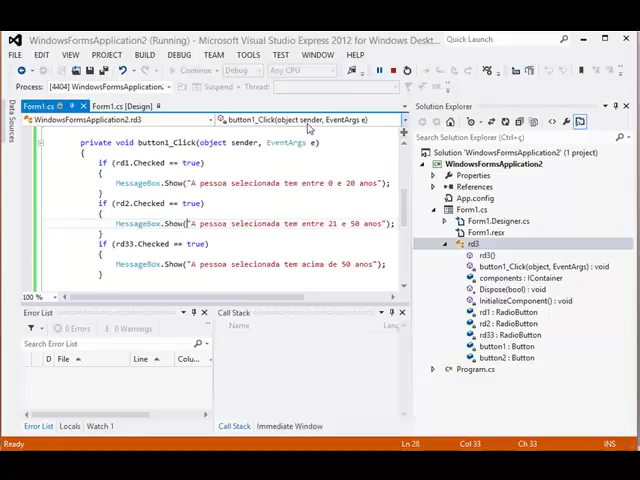 WindowsFormsApplication2 (Running) - Microsoft Visual Studio Express 2012 for Windows Deskt...
Quick Launch
FILE EDIT VIEW PROJECT BUILD DEBUG TEAM TOOLS TEST WINDOW HELP
Continue Debug Any CPU
Process: [4404] WindowsFormsApplication Suspend Thread:
Data Sources
Form1.cs Form1.cs [Design]
WindowsFormsApplication2.rd3 button1_Click(object sender, EventArgs e)
private void button1_Click(object sender, EventArgs e)
if (rd1.Checked == true)
{
MessageBox.Show("A pessoa selecionada tem entre 0 e 20 anos");
}
if (rd2.Checked == true)
{
MessageBox.Show("A pessoa selecionada tem entre 21 e 50 anos");
}
if (rd33.Checked == true)
{
MessageBox.Show("A pessoa selecionada tem acima de 50 anos");
}
100 %
Error List
0 Errors 0 Warnings
Search Error List
D File Line Colu...
Locals Watch 1
Call Stack
Name Lang
Call Stack Immediate Window
Solution Explorer
Search Solution Explorer (Ctrl+ç)
Solution 'WindowsFormsApplication2' (1 project)
WindowsFormsApplication2
Properties
References
App.config
Form1.cs
Form1.Designer.cs
Form1.resx
rd3
rd3()
button1_Click(object, EventArgs) : void
components : IContainer
Dispose(bool) : void
InitializeComponent() : void
rd1 : RadioButton
rd2 : RadioButton
rd33 : RadioButton
button1 : Button
button2 : Button
Program.cs
Ready Ln 28 Col 33 Ch 33 INS